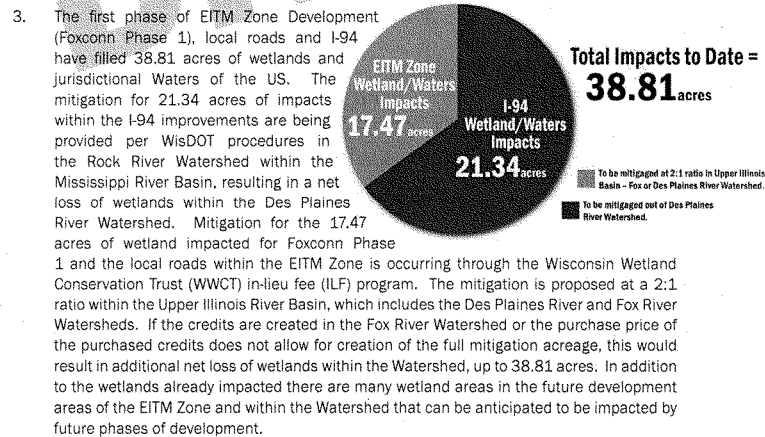 3. The first phase of EITM Zone Development
(Foxconn Phase 1), local roads and I-94
have filled 38.81 acres of wetlands and
jurisdictional Waters of the US. The
mitigation for 21.34 acres of impacts
within the I-94 improvements are being
provided per WisDOT procedures in
the Rock River Watershed within the
Mississippi River Basin, resulting in a net
loss of wetlands within the Des Plaines
River Watershed. Mitigation for the 17.47
acres of wetland impacted for Foxconn Phase
1 and the local roads within the EITM Zone is occurring through the Wisconsin Wetland
Conservation Trust (WWCT) in-lieu fee (ILF) program. The mitigation is proposed at a 2:1
ratio within the Upper Illinois River Basin, which includes the Des Plaines River and Fox River
Watersheds. If the credits are created in the Fox River Watershed or the purchase price of
the purchased credits does not allow for creation of the full mitigation acreage, this would
result in additional net loss of wetlands within the Watershed, up to 38.81 acres. In addition
to the wetlands already impacted there are many wetland areas in the future development
areas of the EITM Zone and within the Watershed that can be anticipated to be impacted by
future phases of development.
EITM Zone
Wetland/Waters
Impacts
17.47 acres
I-94
Wetland/Waters
Impacts
21.34 acres
Total Impacts to Date =
38.81 acres
To be mitigaged at 2:1 ratio in Upper Illinois
Basin – Fox or Des Plaines River Watershed.
To be mitigaged out of Des Plaines
River Watershed.